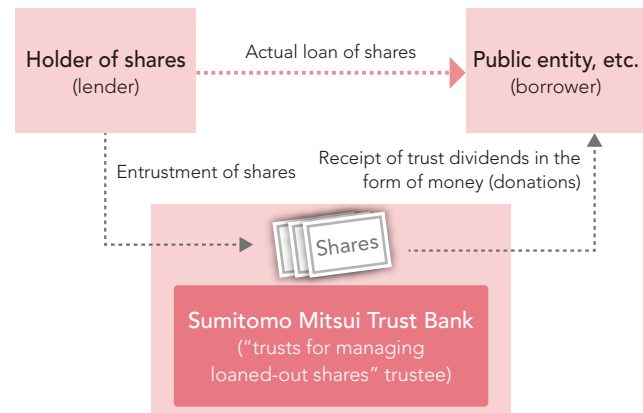 Holder of shares
(lender)
Actual loan of shares
Public entity, etc.
(borrower)
Entrustment of shares
Receipt of trust dividends in the
form of money (donations)
Shares
Sumitomo Mitsui Trust Bank
(“trusts for managing
loaned-out shares” trustee)